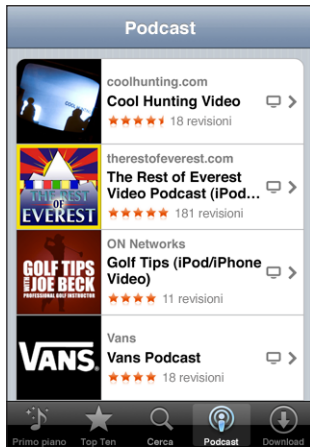 Podcast
coolhunting.com
Cool Hunting Video
18 revisioni
THE REST
OF
EVEREST
therestofeverest.com
The Rest of Everest
Video Podcast (iPod...
181 revisioni
GOLF TIPS
WITH JOE BECK
PROFESSIONAL GOLF INSTRUCTOR
ON Networks
Golf Tips (iPod/iPhone
Video)
11 revisioni
VANS
Vans
Vans Podcast
18 revisioni
Primo piano
Top Ten
Cerca
Podcast
Download